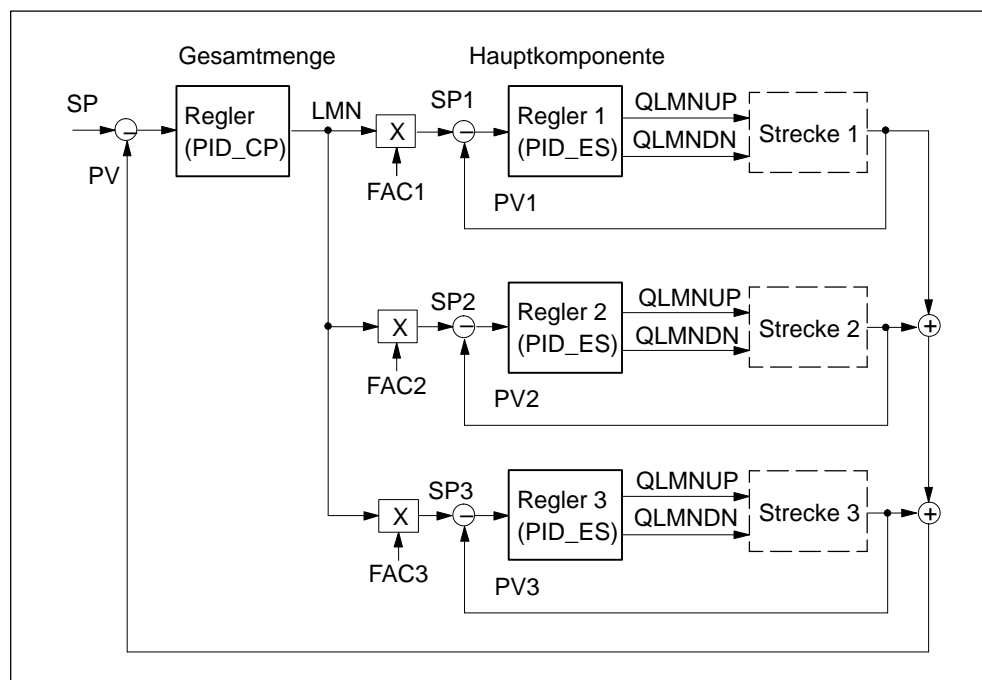 Gesamtmenge
Hauptkomponente
SP
Regler
(PID_CP)
LMN
X
FAC1
SP1
Regler 1
(PID_ES)
QLMNUP
QLMNDN
Strecke 1
PV
PV1
X
FAC2
SP2
Regler 2
(PID_ES)
QLMNUP
QLMNDN
Strecke 2
PV2
X
FAC3
SP3
Regler 3
(PID_ES)
QLMNUP
QLMNDN
Strecke 3
PV3